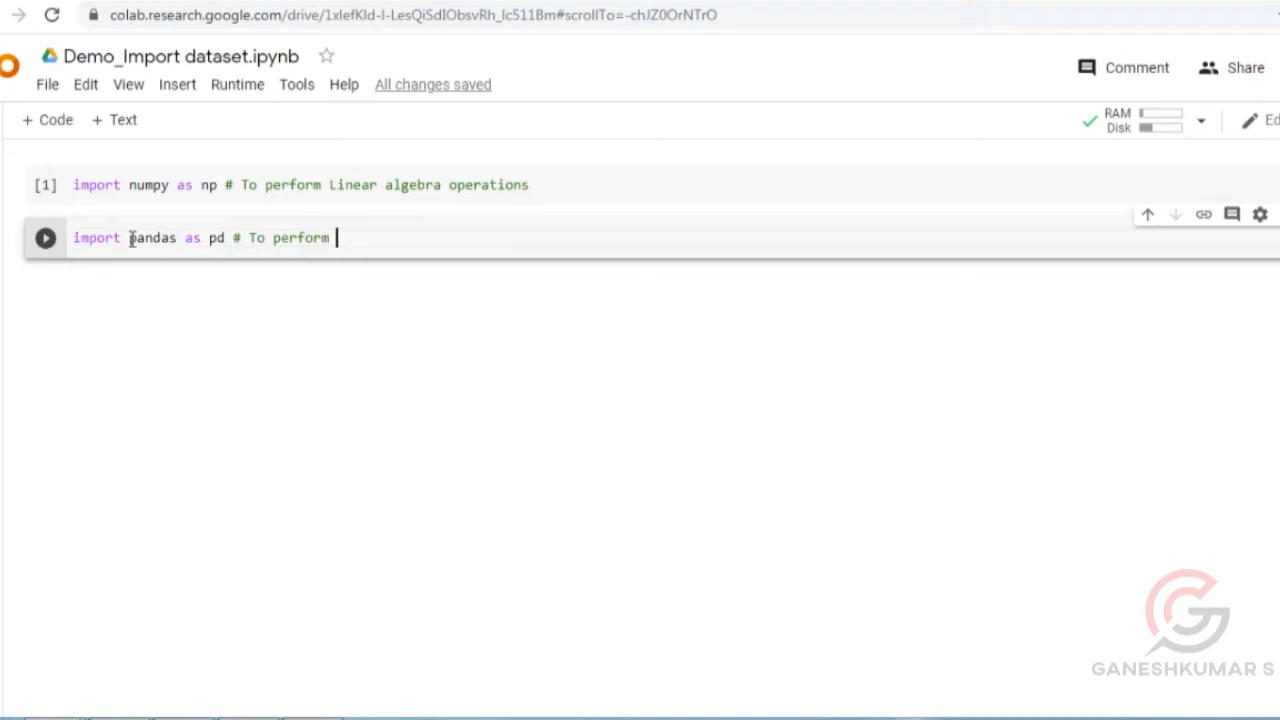 colab.research.google.com/drive/1xlefKld-I-LesQiSdIObsvRh_Ic511Bm#scrollTo=-chJZ0OrNTrO
Demo_Import dataset.ipynb
Comment Share
File Edit View Insert Runtime Tools Help All changes saved
+ Code + Text
RAM
Disk
Ed
[1] import numpy as np # To perform Linear algebra operations
import pandas as pd # To perform
GANESHKUMAR S